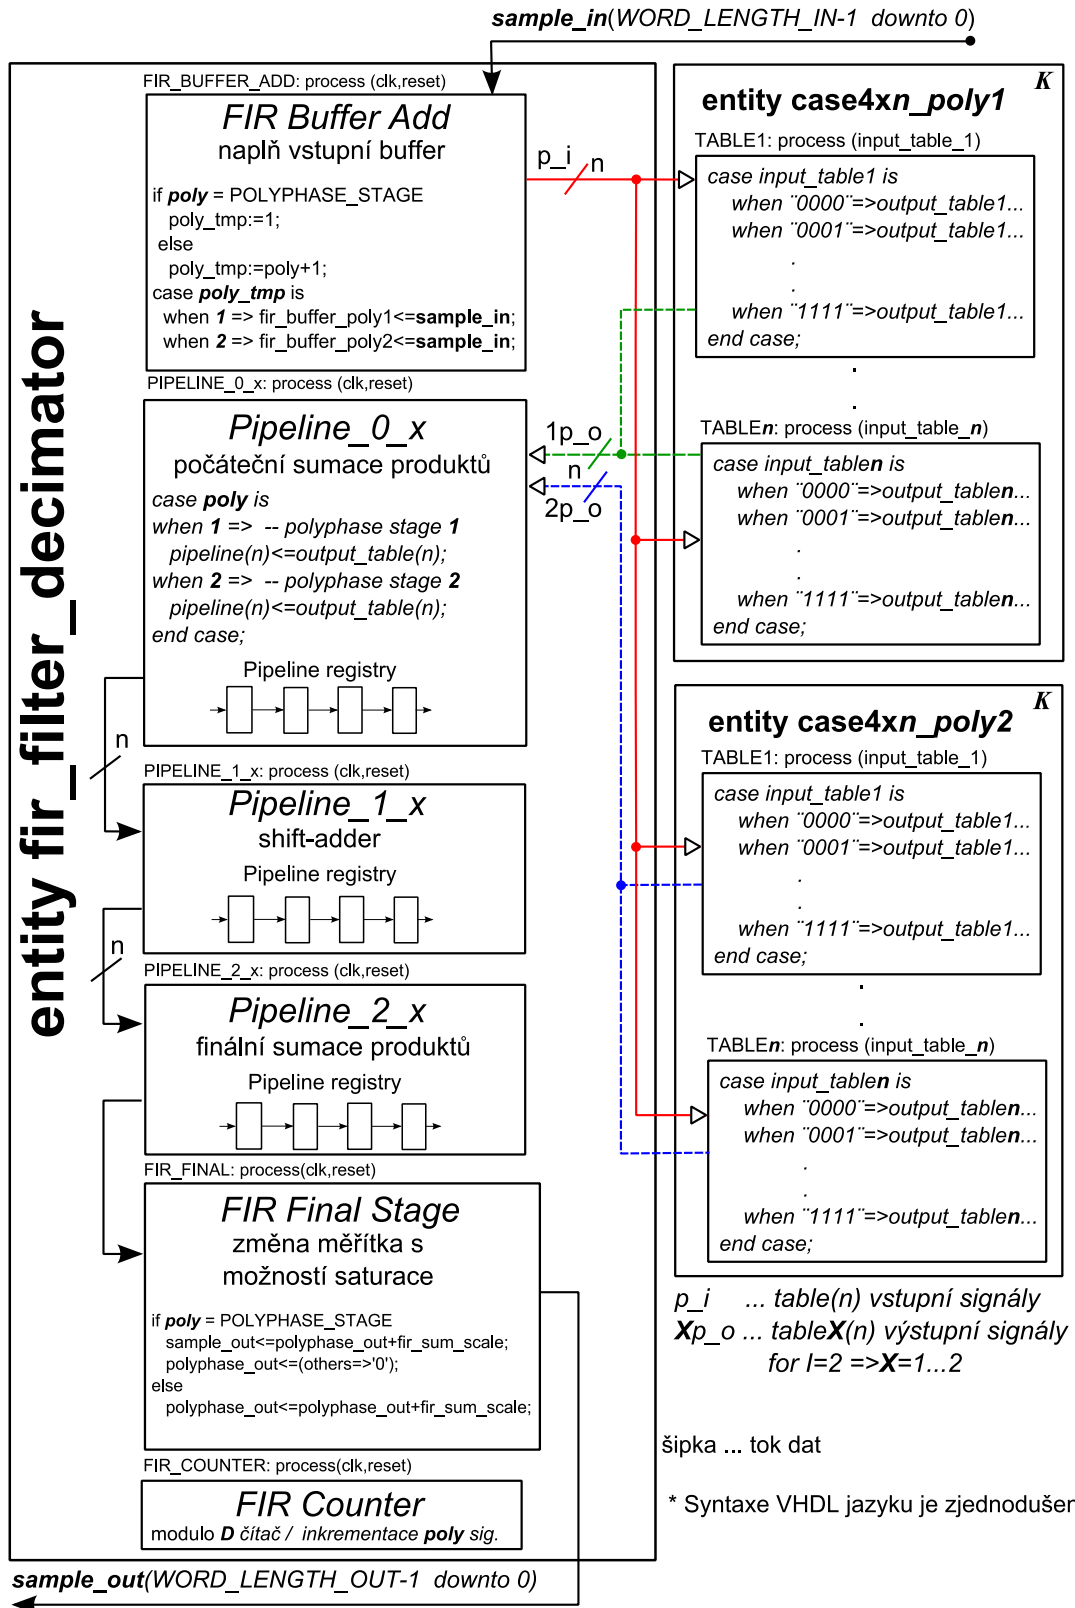 sample_in(WORD_LENGTH_IN-1 downto 0)
entity fir_filter_decimator
FIR_BUFFER_ADD: process (clk,reset)
FIR Buffer Add
naplň vstupní buffer
if poly = POLYPHASE_STAGE
poly_tmp:=1;
else
poly_tmp:=poly+1;
case poly_tmp is
when 1 => fir_buffer_poly1<=sample_in;
when 2 => fir_buffer_poly2<=sample_in;
p_i
n
PIPELINE_0_x: process (clk,reset)
Pipeline_0_x
počáteční sumace produktů
case poly is
when 1 => -- polyphase stage 1
pipeline(n)<=output_table(n);
when 2 => -- polyphase stage 2
pipeline(n)<=output_table(n);
end case;
Pipeline registry
1p_o
n
2p_o
n
PIPELINE_1_x: process (clk,reset)
Pipeline_1_x
shift-adder
Pipeline registry
n
PIPELINE_2_x: process (clk,reset)
Pipeline_2_x
finální sumace produktů
Pipeline registry
FIR_FINAL: process(clk,reset)
FIR Final Stage
změna měřítka s
možností saturace
if poly = POLYPHASE_STAGE
sample_out<=polyphase_out+fir_sum_scale;
polyphase_out<=(others=>'0');
else
polyphase_out<=polyphase_out+fir_sum_scale;
FIR_COUNTER: process(clk,reset)
FIR Counter
modulo D čítač / inkrementace poly sig.
sample_out(WORD_LENGTH_OUT-1 downto 0)
K
entity case4xn_poly1
TABLE1: process (input_table_1)
case input_table1 is
when ¨0000¨=>output_table1...
when ¨0001¨=>output_table1...
.
.
when ¨1111¨=>output_table1...
end case;
.
.
TABLEn: process (input_table_n)
case input_tablen is
when ¨0000¨=>output_tablen...
when ¨0001¨=>output_tablen...
.
.
when ¨1111¨=>output_tablen...
end case;
K
entity case4xn_poly2
TABLE1: process (input_table_1)
case input_table1 is
when ¨0000¨=>output_table1...
when ¨0001¨=>output_table1...
.
.
when ¨1111¨=>output_table1...
end case;
.
.
TABLEn: process (input_table_n)
case input_tablen is
when ¨0000¨=>output_tablen...
when ¨0001¨=>output_tablen...
.
.
when ¨1111¨=>output_tablen...
end case;
p_i ... table(n) vstupní signály
Xp_o ... tableX(n) výstupní signály
for I=2 =>X=1...2
šipka ... tok dat
* Syntaxe VHDL jazyku je zjednodušer